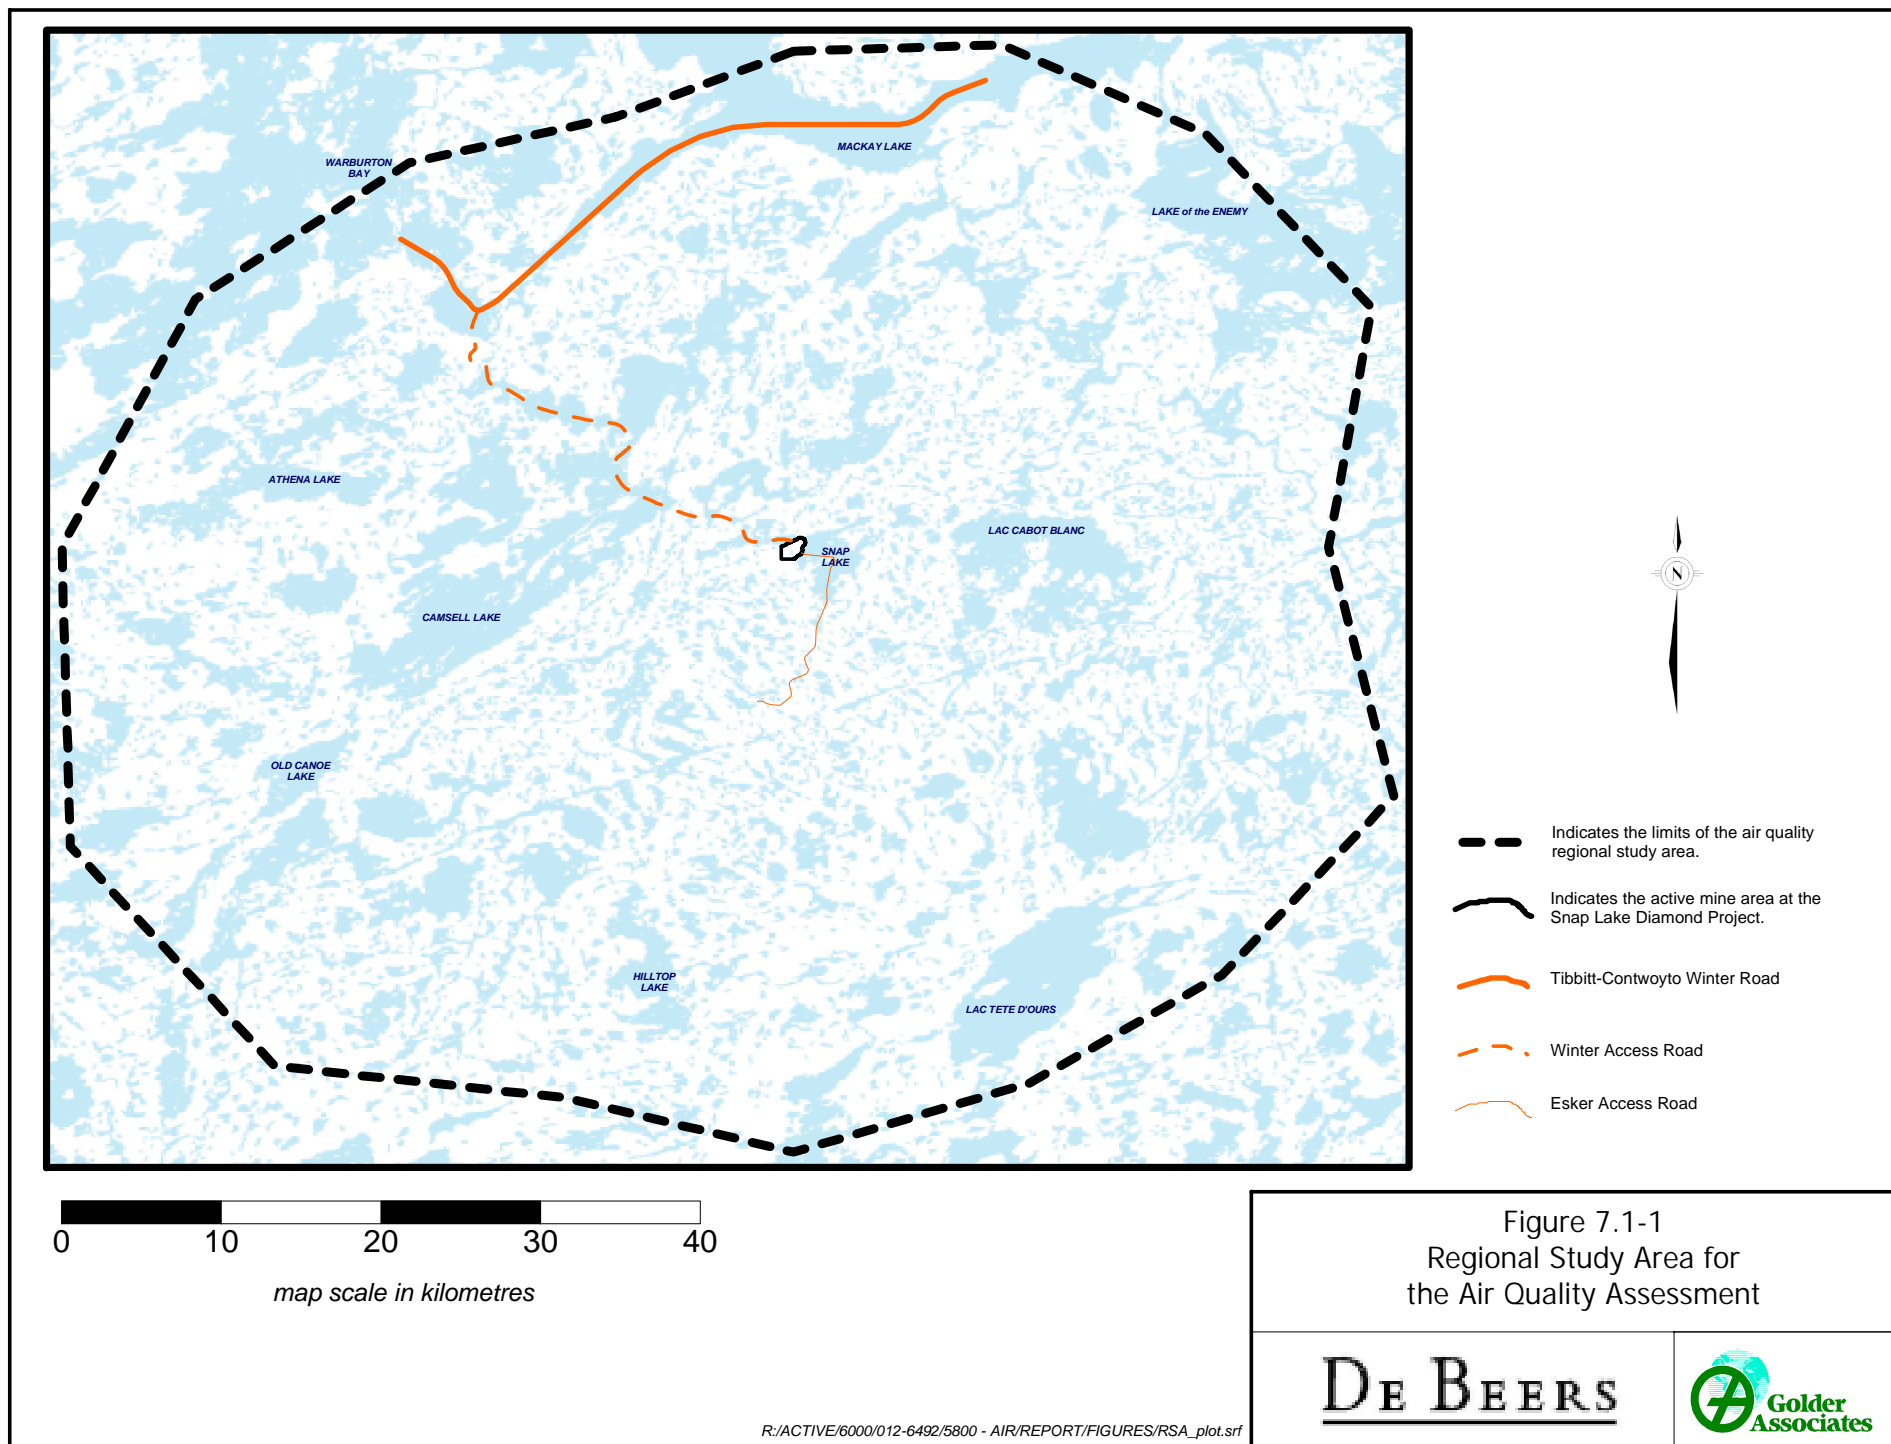 WARBURTON
BAY
MACKAY LAKE
LAKE of the ENEMY
ATHENA LAKE
LAC CABOT BLANC
SNAP
LAKE
CAMSELL LAKE
OLD CANOE
LAKE
HILLTOP
LAKE
LAC TETE D'OURS
N
Indicates the limits of the air quality
regional study area.
Indicates the active mine area at the
Snap Lake Diamond Project.
Tibbitt-Contwoyto Winter Road
Winter Access Road
Esker Access Road
0 10 20 30 40
map scale in kilometres
Figure 7.1-1
Regional Study Area for
the Air Quality Assessment
DE BEERS
Golder
Associates
R:/ACTIVE/6000/012-6492/5800 - AIR/REPORT/FIGURES/RSA_plot.srf